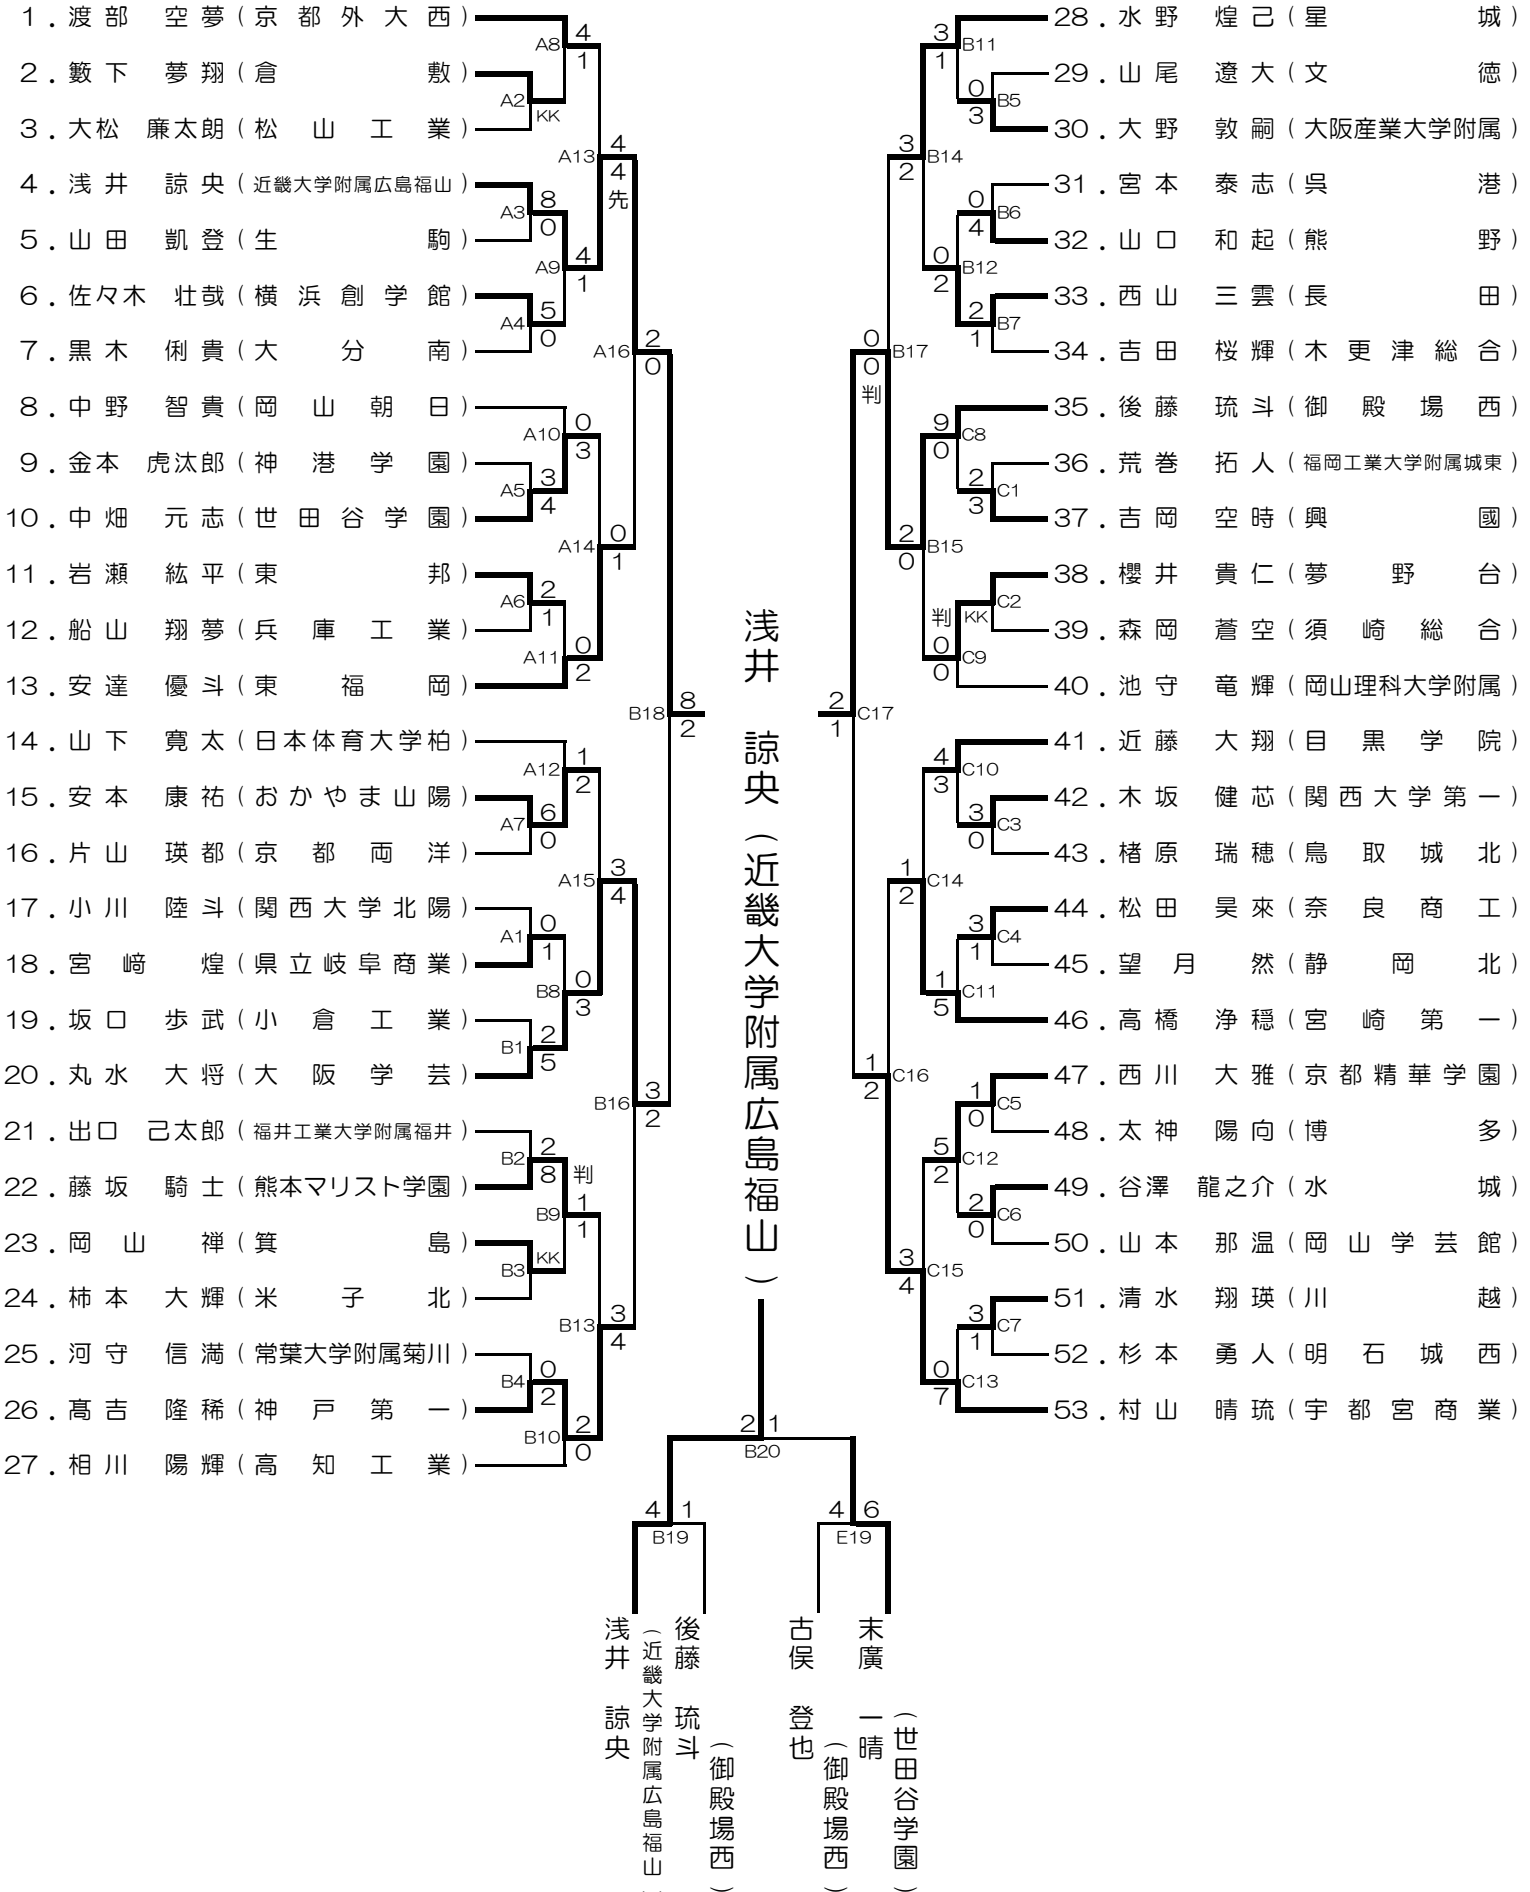 1．渡部　空夢（京都外大西）
2．籔下　夢翔（倉敷）
3．大松　廉太朗（松山工業）
4．浅井　諒央（近畿大学附属広島福山）
5．山田　凱登（生駒）
6．佐々木　壮哉（横浜創学館）
7．黒木　俐貴（大分南）
8．中野　智貴（岡山朝日）
9．金本　虎汰郎（神港学園）
10．中畑　元志（世田谷学園）
11．岩瀬　紘平（東邦）
12．船山　翔夢（兵庫工業）
13．安達　優斗（東福岡）
14．山下　寛太（日本体育大学柏）
15．安本　康祐（おかやま山陽）
16．片山　瑛都（京都両洋）
17．小川　陸斗（関西大学北陽）
18．宮﨑　煌（県立岐阜商業）
19．坂口　歩武（小倉工業）
20．丸水　大将（大阪学芸）
21．出口　己太郎（福井工業大学附属福井）
22．藤坂　騎士（熊本マリスト学園）
23．岡山　禅（箕島）
24．柿本　大輝（米子北）
25．河守　信満（常葉大学附属菊川）
26．髙吉　隆稀（神戸第一）
27．相川　陽輝（高知工業）
A8 4 1
A2 KK
A13 4 4 先
A3 8 0
A9 4 1
A4 5 0
A16 2 0
A10 0 3
A5 3 4
A14 0 1
A6 2 1
A11 0 2
B18 8 2
A12 1 2
A7 6 0
A15 3 4
A1 0 1
B8 0 3
B1 2 5
B16 3 2
B2 2 8
判 B9 1 1
B3 KK
B13 3 4
B4 0 2
B10 2 0
浅井　諒央（近畿大学附属広島福山）
28．水野　煌己（星城）
29．山尾　遼大（文徳）
30．大野　敦嗣（大阪産業大学附属）
31．宮本　泰志（呉港）
32．山口　和起（熊野）
33．西山　三雲（長田）
34．吉田　桜輝（木更津総合）
35．後藤　琉斗（御殿場西）
36．荒巻　拓人（福岡工業大学附属城東）
37．吉岡　空時（興國）
38．櫻井　貴仁（夢野台）
39．森岡　蒼空（須崎総合）
40．池守　竜輝（岡山理科大学附属）
41．近藤　大翔（目黒学院）
42．木坂　健芯（関西大学第一）
43．楮原　瑞穂（鳥取城北）
44．松田　昊來（奈良商工）
45．望月　然（静岡北）
46．高橋　浄穏（宮崎第一）
47．西川　大雅（京都精華学園）
48．太神　陽向（博多）
49．谷澤　龍之介（水城）
50．山本　那温（岡山学芸館）
51．清水　翔瑛（川越）
52．杉本　勇人（明石城西）
53．村山　晴琉（宇都宮商業）
3 1 B11
0 3 B5
3 2 B14
0 4 B6
0 2 B12
2 1 B7
0 0 判 B17
9 0 C8
2 3 C1
2 0 B15
KK C2
判 0 0 C9
2 1 C17
4 3 C10
3 0 C3
1 2 C14
3 1 C4
1 5 C11
1 2 C16
1 0 C5
5 2 C12
2 0 C6
3 4 C15
3 1 C7
0 7 C13
2 1
B20
4 1
B19
4 6
E19
浅井　諒央
（近畿大学附属広島福山）
後藤　琉斗
（御殿場西）
古俣　登也
（御殿場西）
末廣　一晴
（世田谷学園）